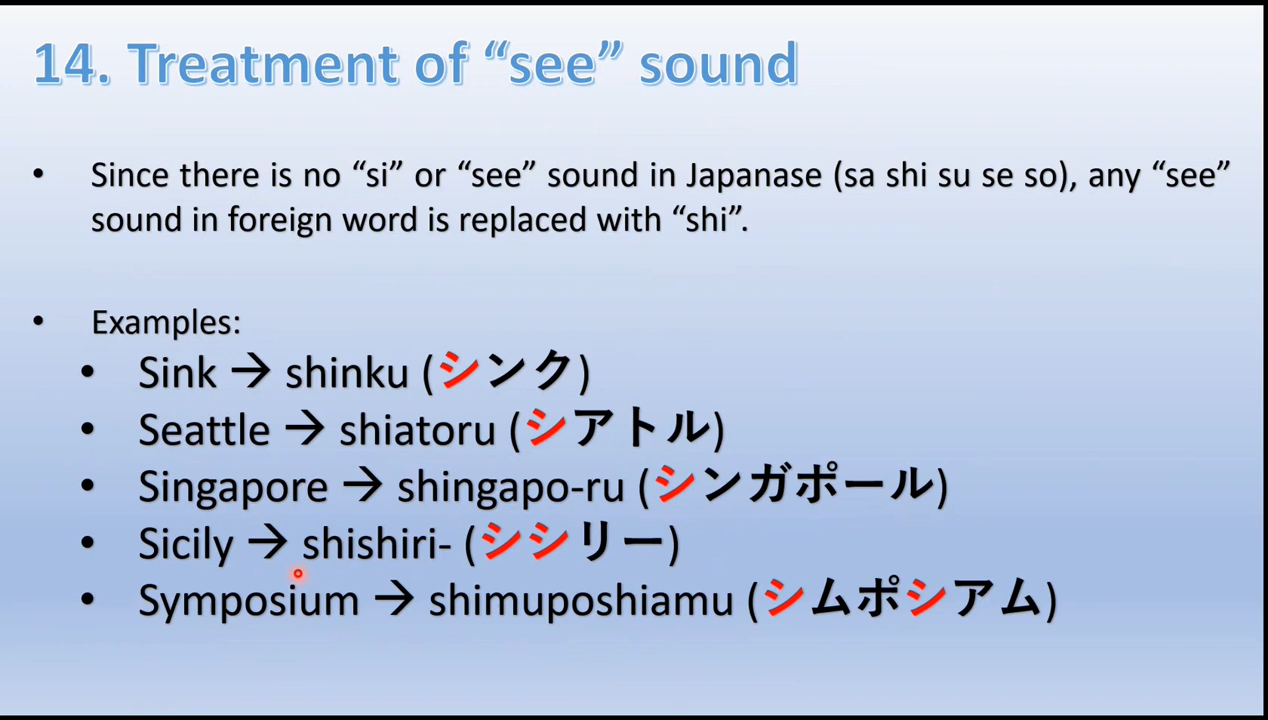 14. Treatment of “see” sound
• Since there is no “si” or “see” sound in Japanase (sa shi su se so), any “see”
sound in foreign word is replaced with “shi”.
• Examples:
• Sink → shinku (シンク)
• Seattle → shiatoru (シアトル)
• Singapore → shingapo-ru (シンガポール)
• Sicily → shishiri- (シシリー)
• Symposium → shimuposhiamu (シムポシアム)